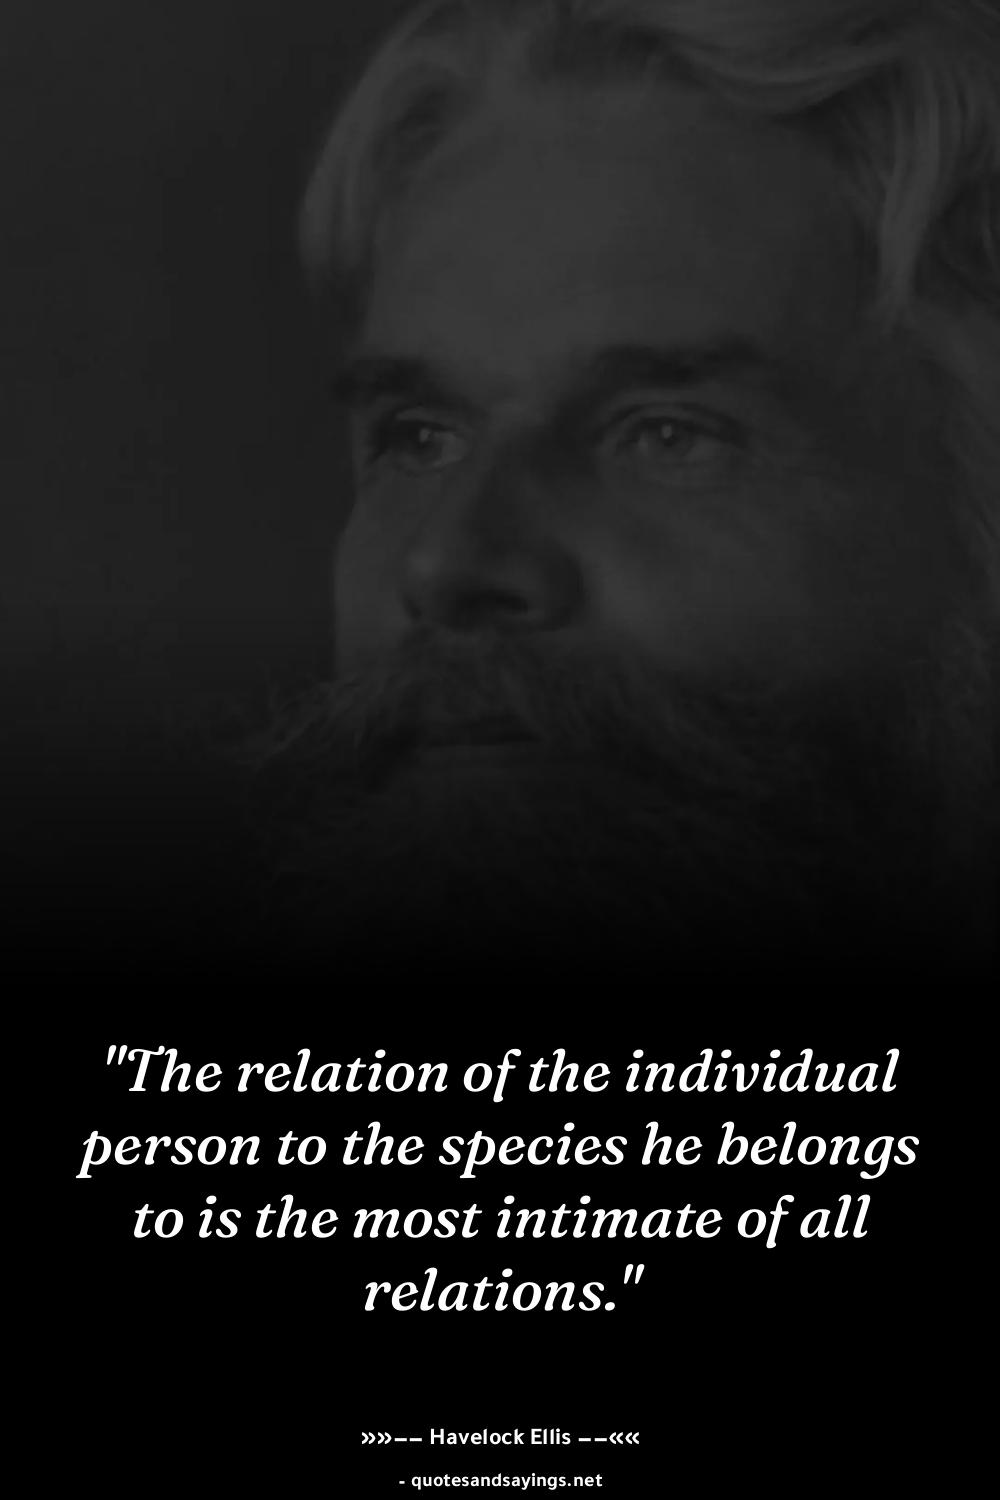 "The relation of the individual
person to the species he belongs
to is the most intimate of all
relations."
»»−− Havelock Ellis −−««
- quotesandsayings.net